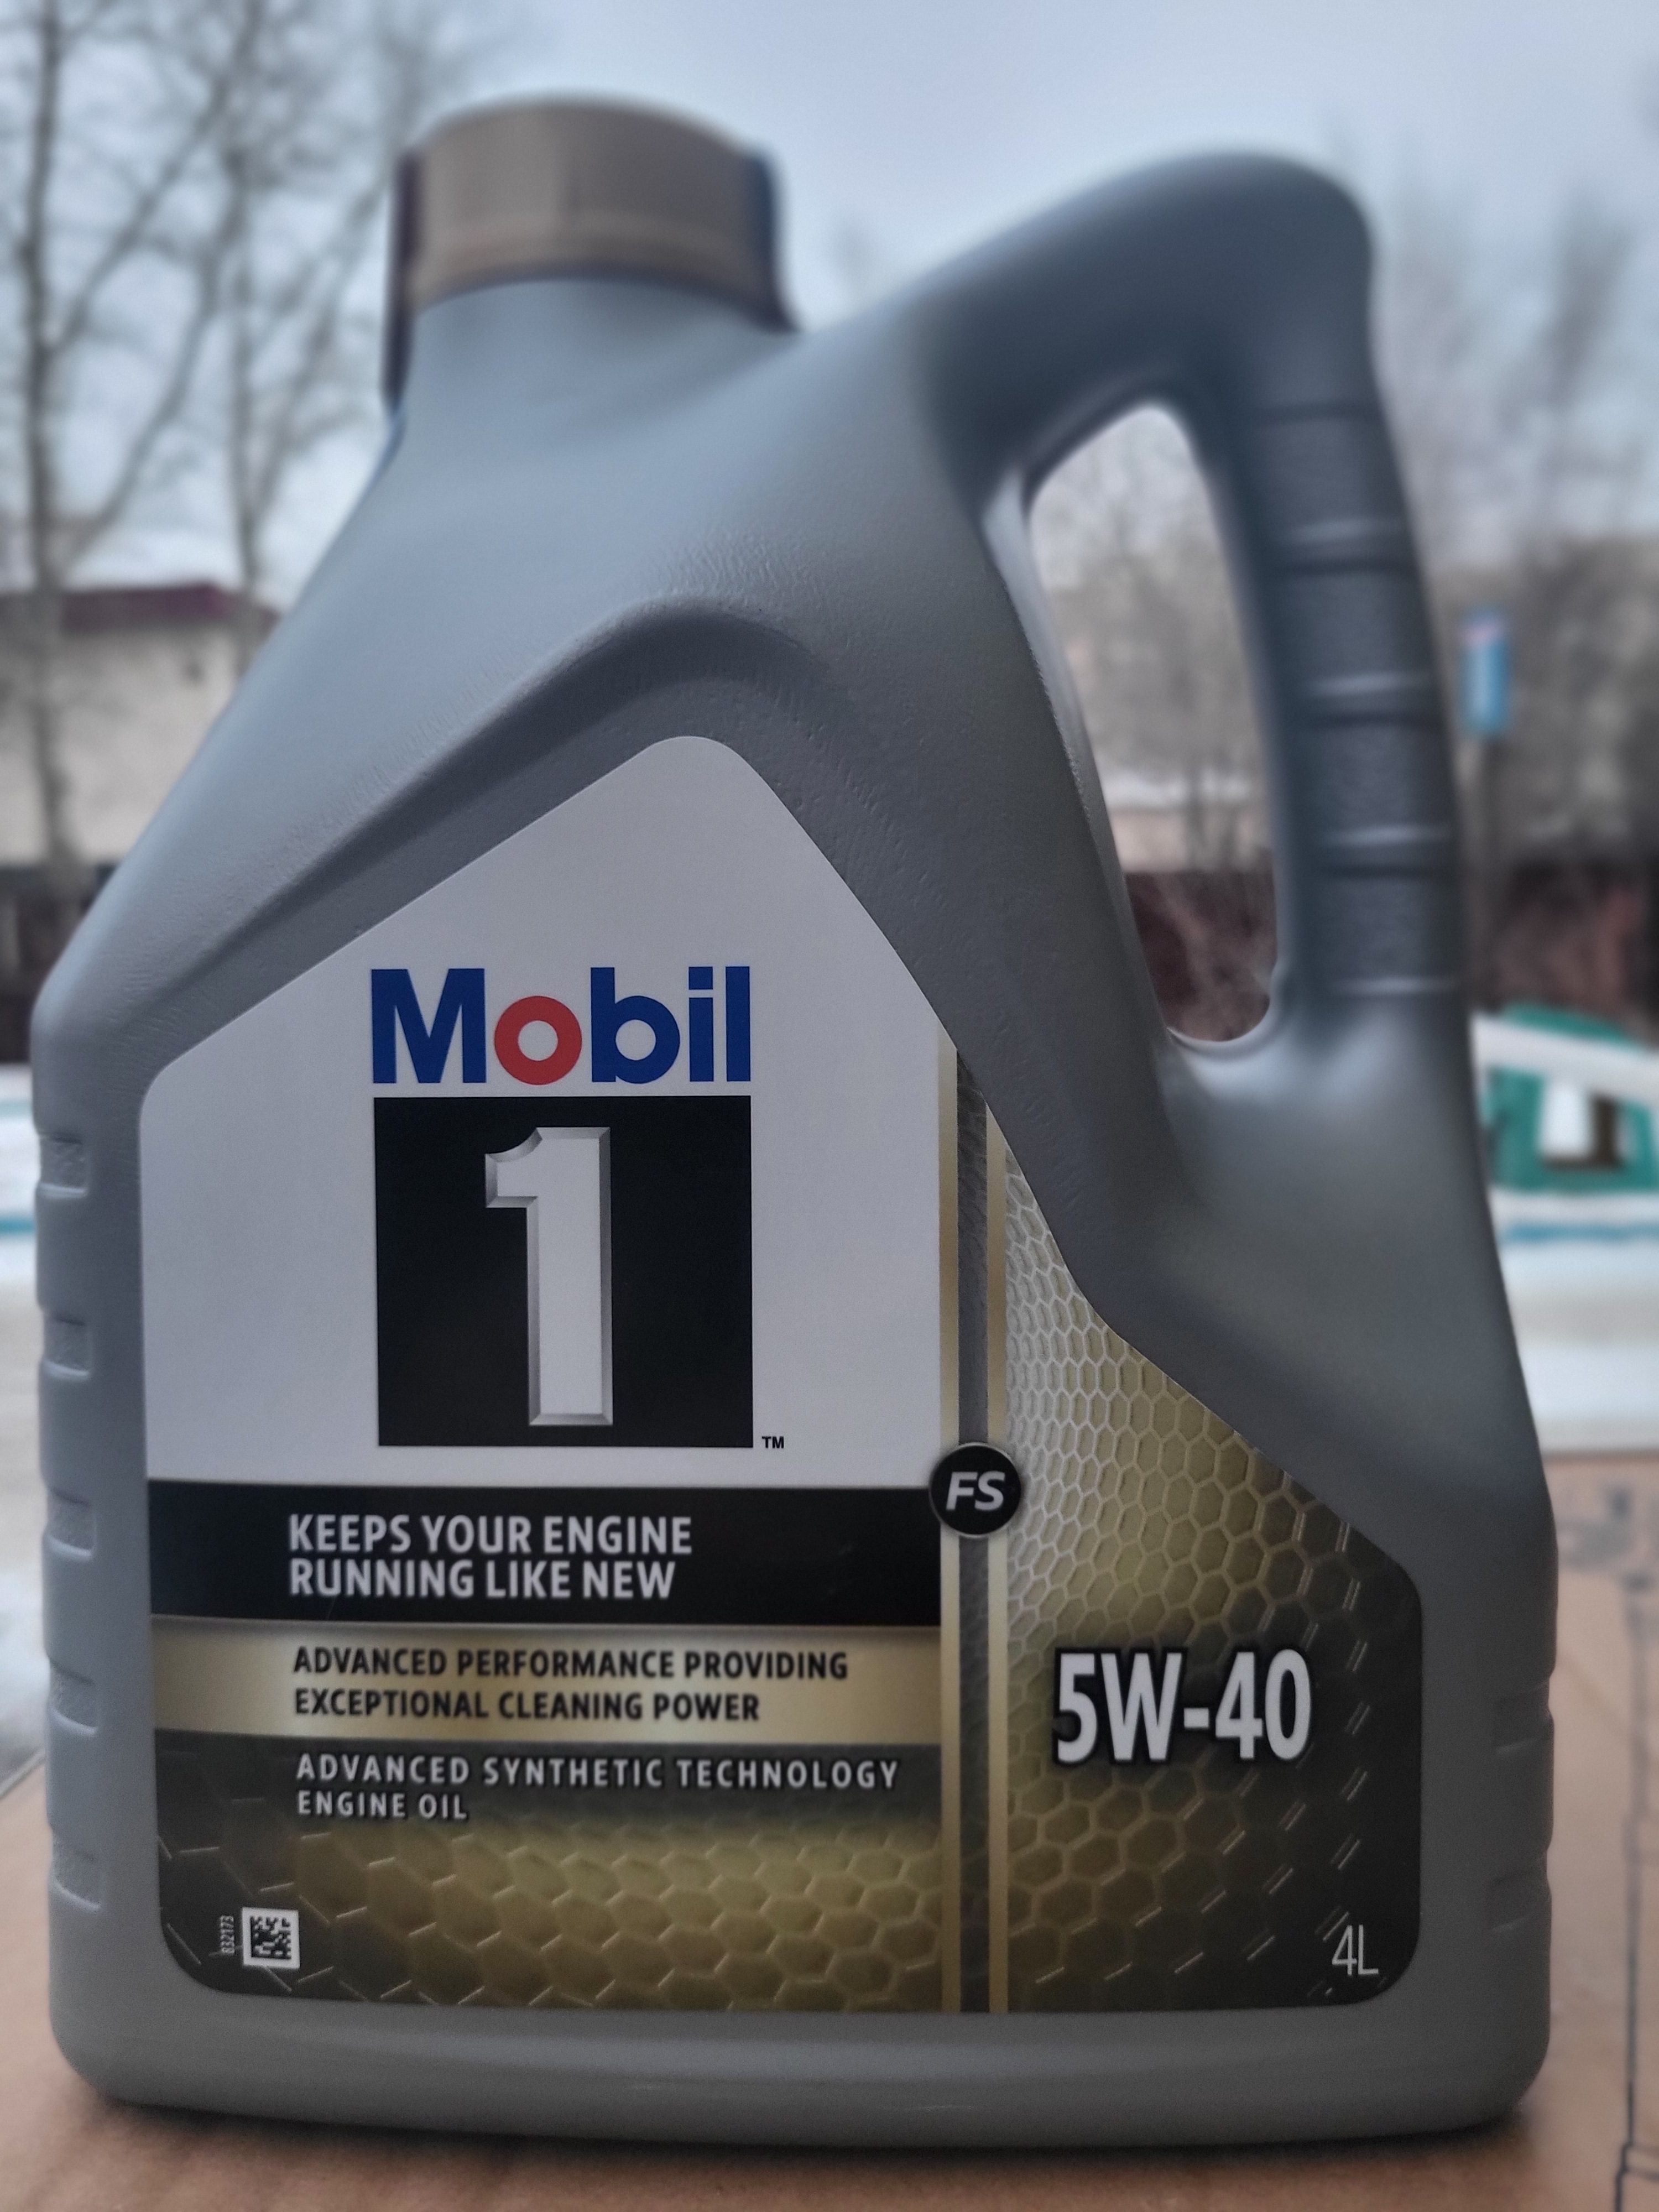 Mobil
1
TM
FS
KEEPS YOUR ENGINE
RUNNING LIKE NEW
ADVANCED PERFORMANCE PROVIDING
EXCEPTIONAL CLEANING POWER
5W-40
ADVANCED SYNTHETIC TECHNOLOGY
ENGINE OIL
832173
4L